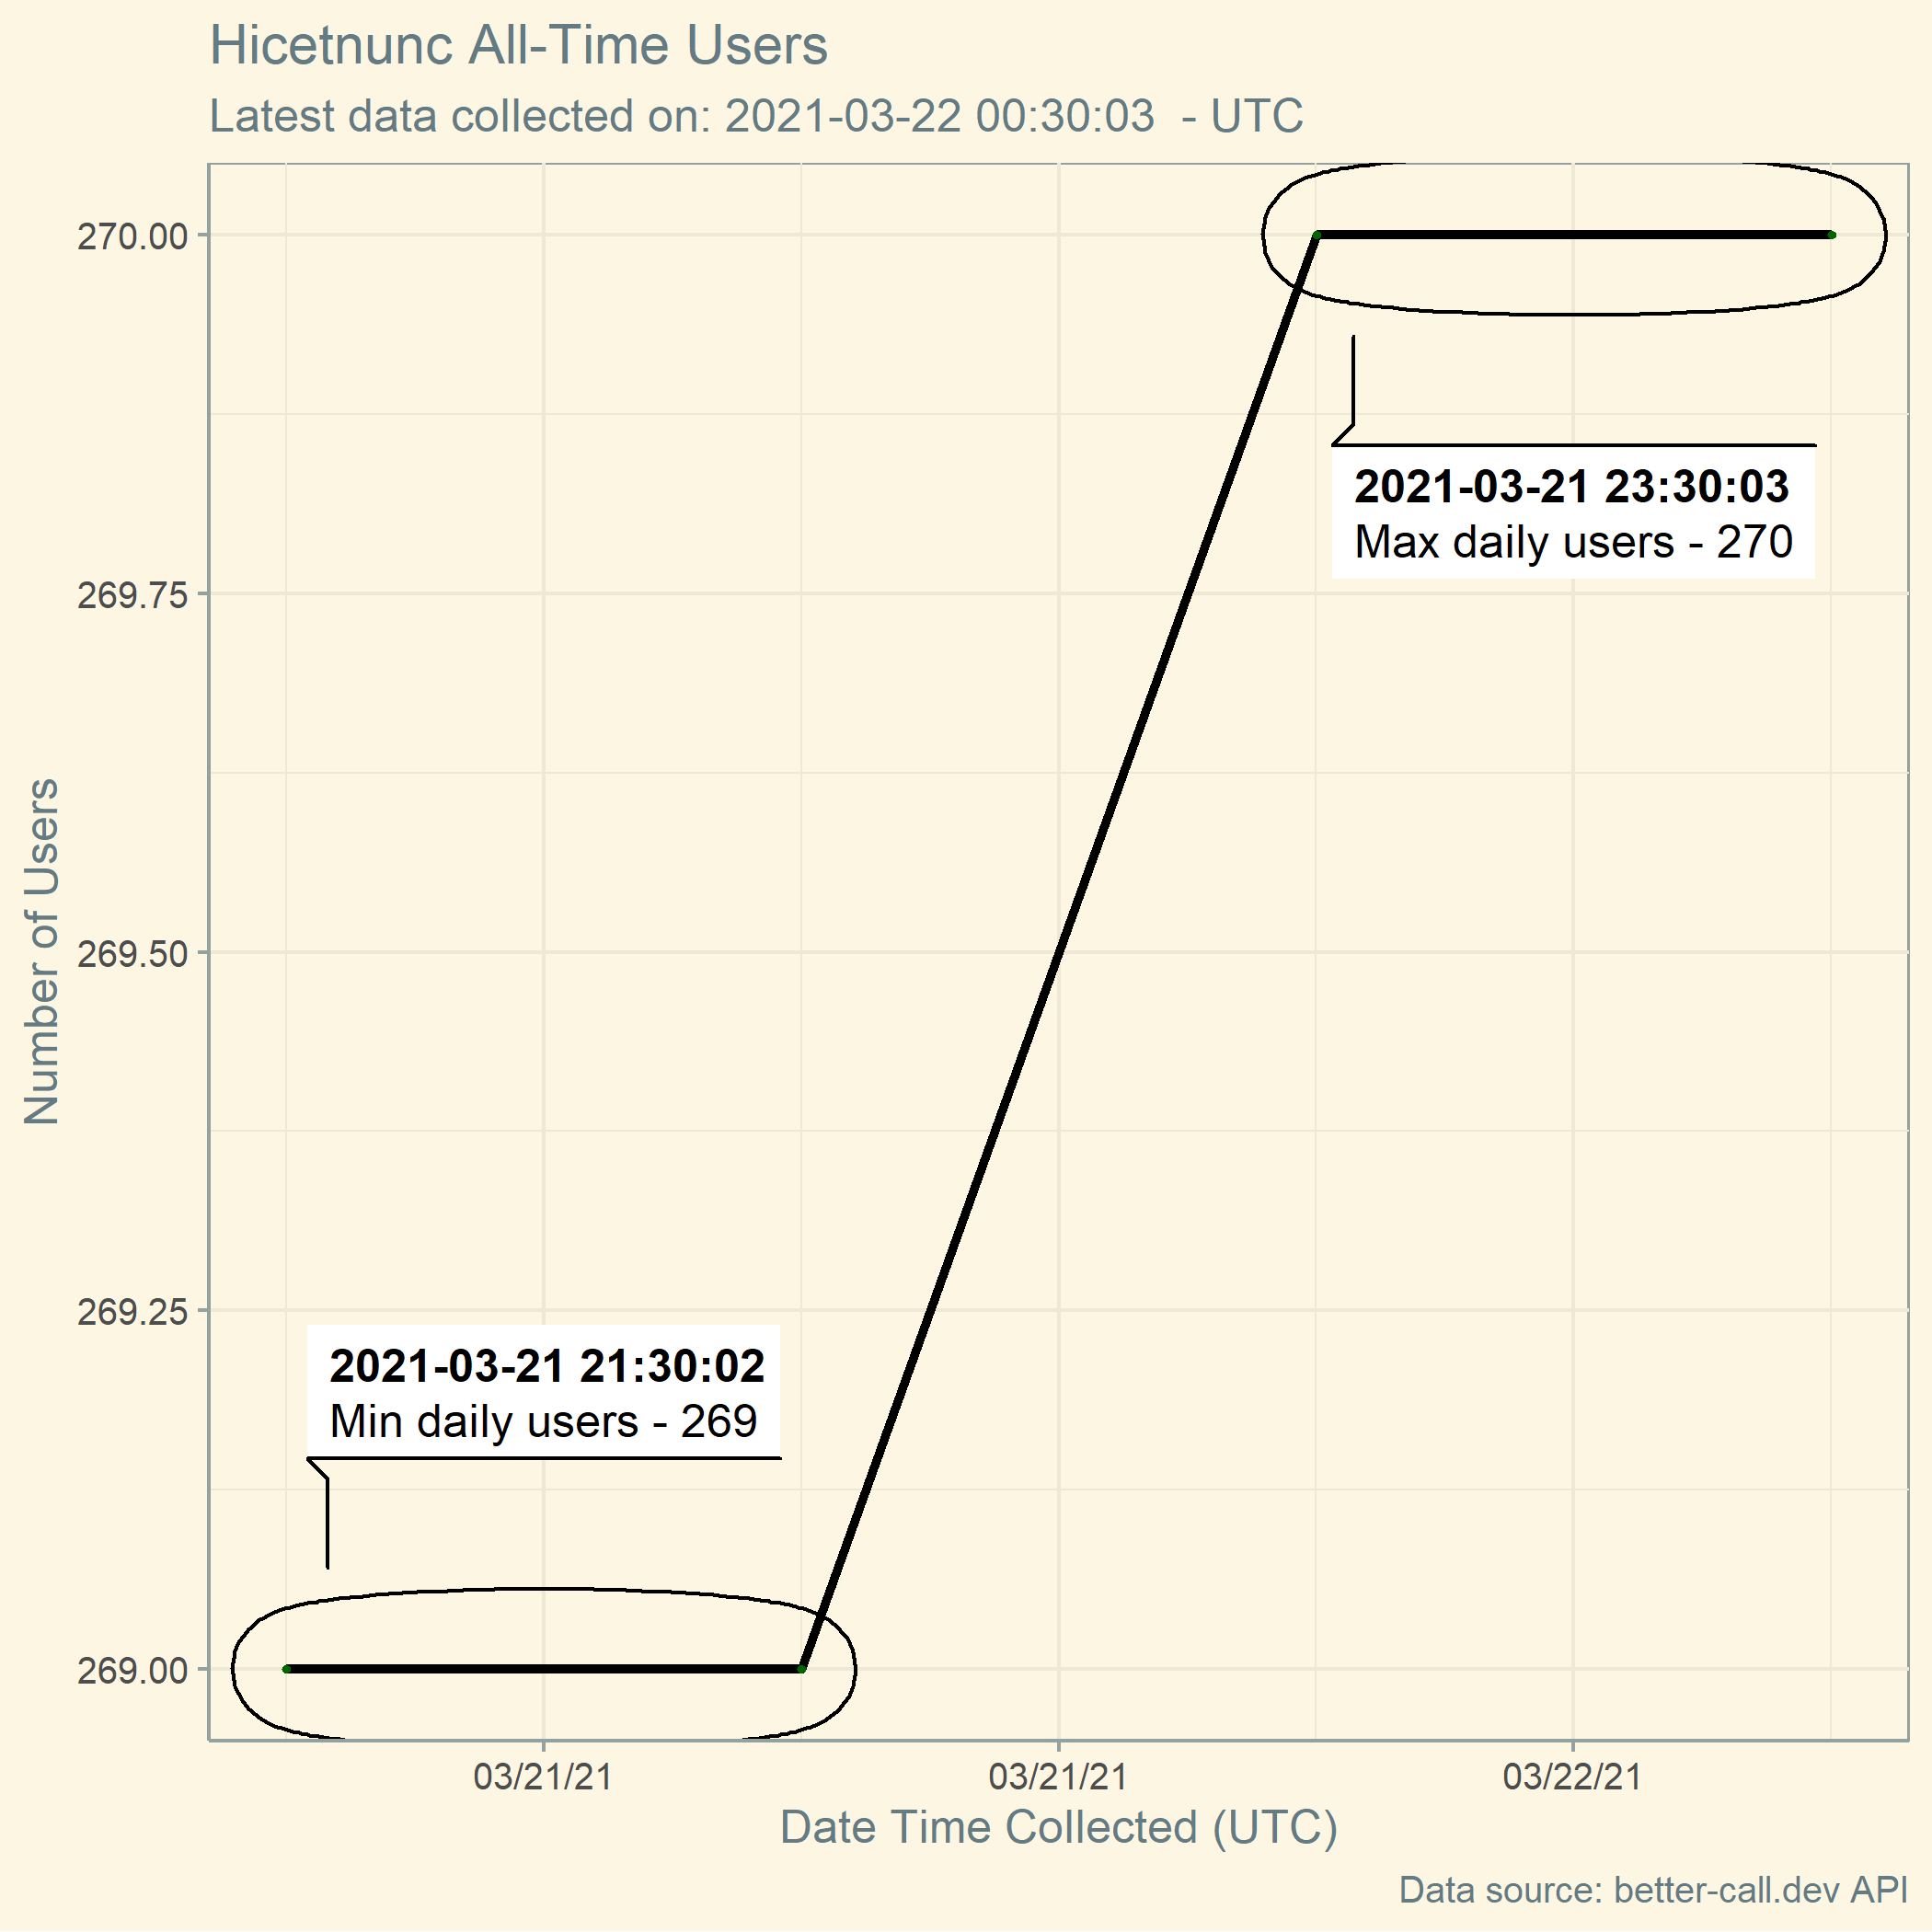 Hicetnunc All-Time Users
Latest data collected on: 2021-03-22 00:30:03  - UTC
Number of Users
270.00
269.75
269.50
269.25
269.00
2021-03-21 23:30:03
Max daily users - 270
2021-03-21 21:30:02
Min daily users - 269
03/21/21
03/21/21
03/22/21
Date Time Collected (UTC)
Data source: better-call.dev API